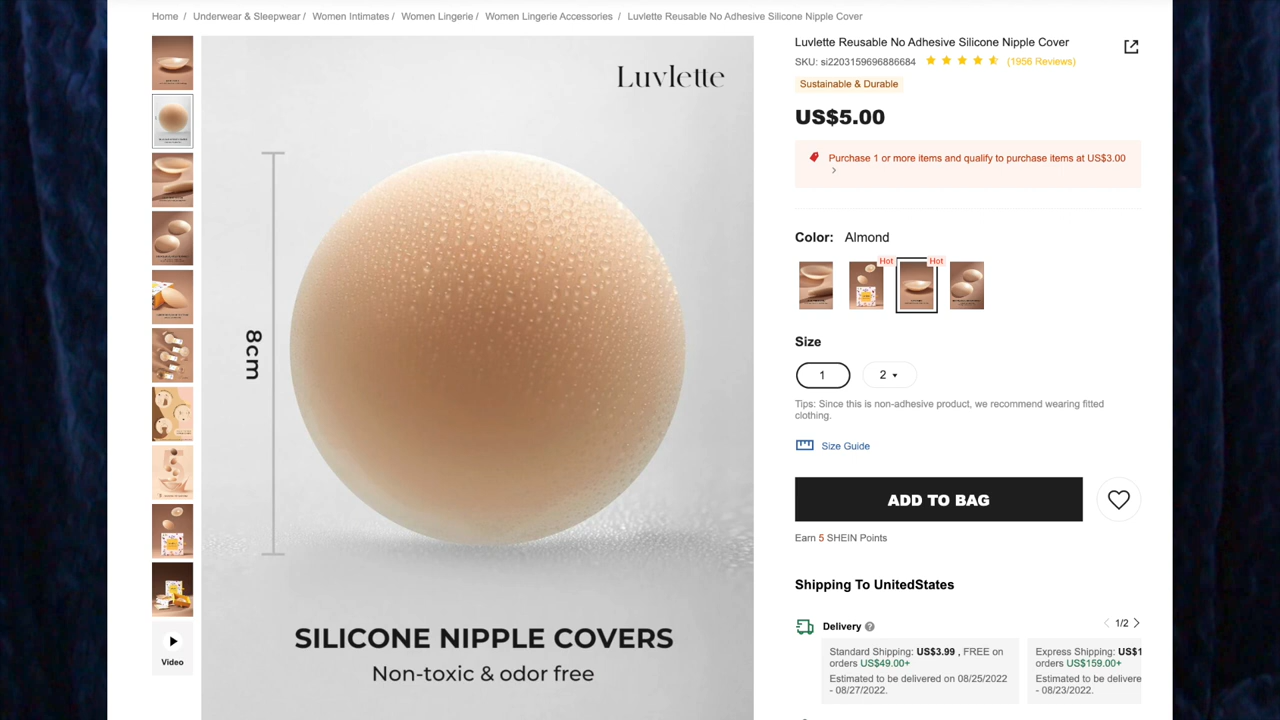 Home / Underwear & Sleepwear / Women Intimates / Women Lingerie / Women Lingerie Accessories / Luvlette Reusable No Adhesive Silicone Nipple Cover
Luvlette
8cm
SILICONE NIPPLE COVERS
Non-toxic & odor free
Video
Luvlette Reusable No Adhesive Silicone Nipple Cover
SKU: si2203159696886684 (1956 Reviews)
Sustainable & Durable
US$5.00
Purchase 1 or more items and qualify to purchase items at US$3.00
Color: Almond
Hot Hot
Size
1 2
Tips: Since this is non-adhesive product, we recommend wearing fitted
clothing.
Size Guide
ADD TO BAG
Earn 5 SHEIN Points
Shipping To UnitedStates
Delivery ? 1/2
Standard Shipping: US$3.99 , FREE on
orders US$49.00+
Estimated to be delivered on 08/25/2022
- 08/27/2022.
Express Shipping: US$1
orders US$159.00+
Estimated to be delivere
- 08/23/2022.